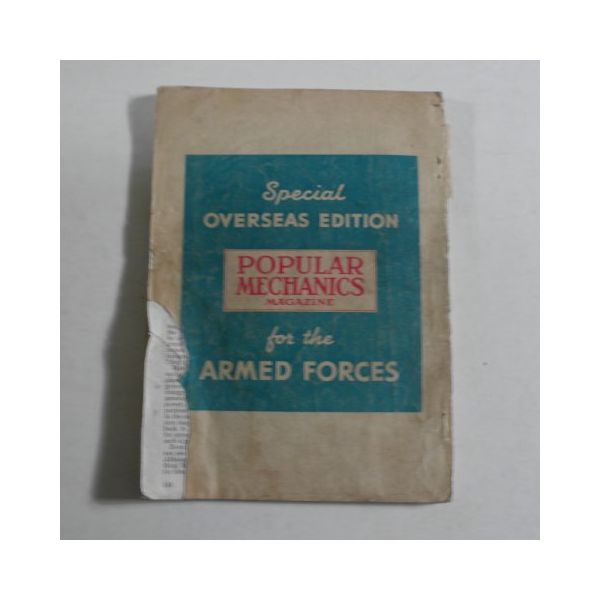 Special
OVERSEAS EDITION
POPULAR
MECHANICS
MAGAZINE
for the
ARMED FORCES